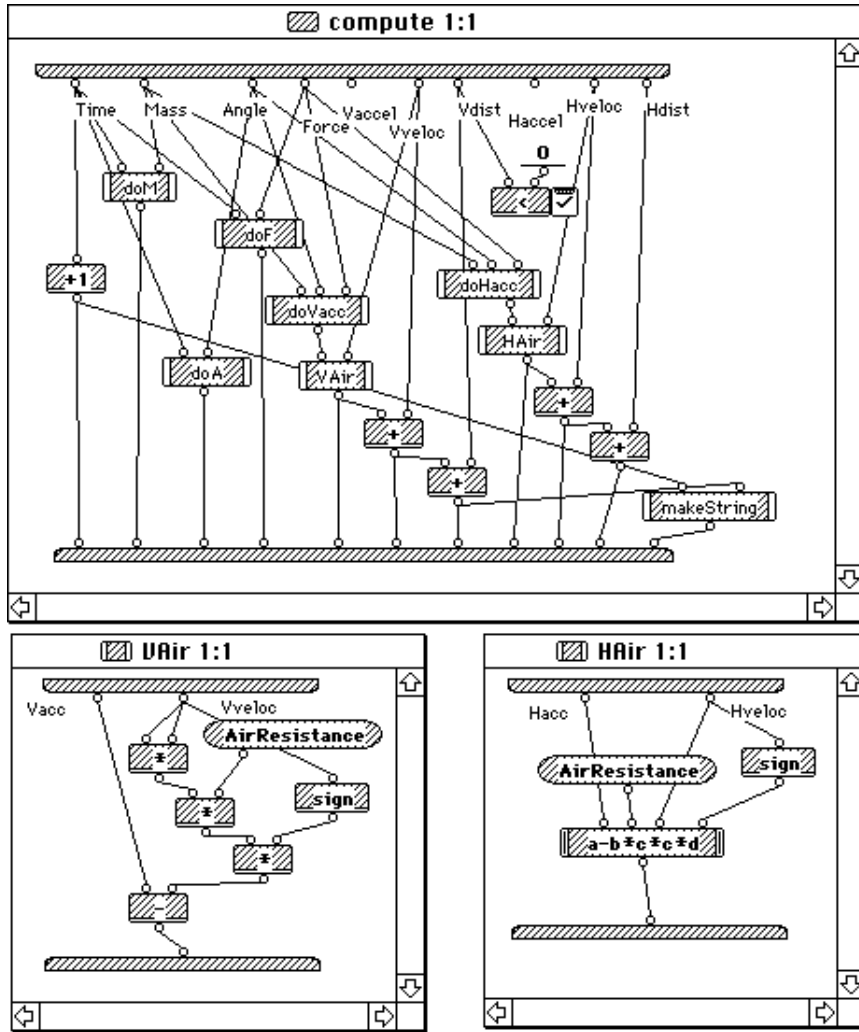 compute 1:1
Time
Mass
Angle
Force
Vaccel
Vveloc
Vdist
Haccel
Hveloc
Hdist
0
<
doM
doF
+1
doHacc
doVacc
HAir
doA
VAir
+
+
+
+
makeString
VAir 1:1
Vacc
Vveloc
AirResistance
*
*
sign
*
-
HAir 1:1
Hacc
Hveloc
AirResistance
sign
a-b*c*c*d